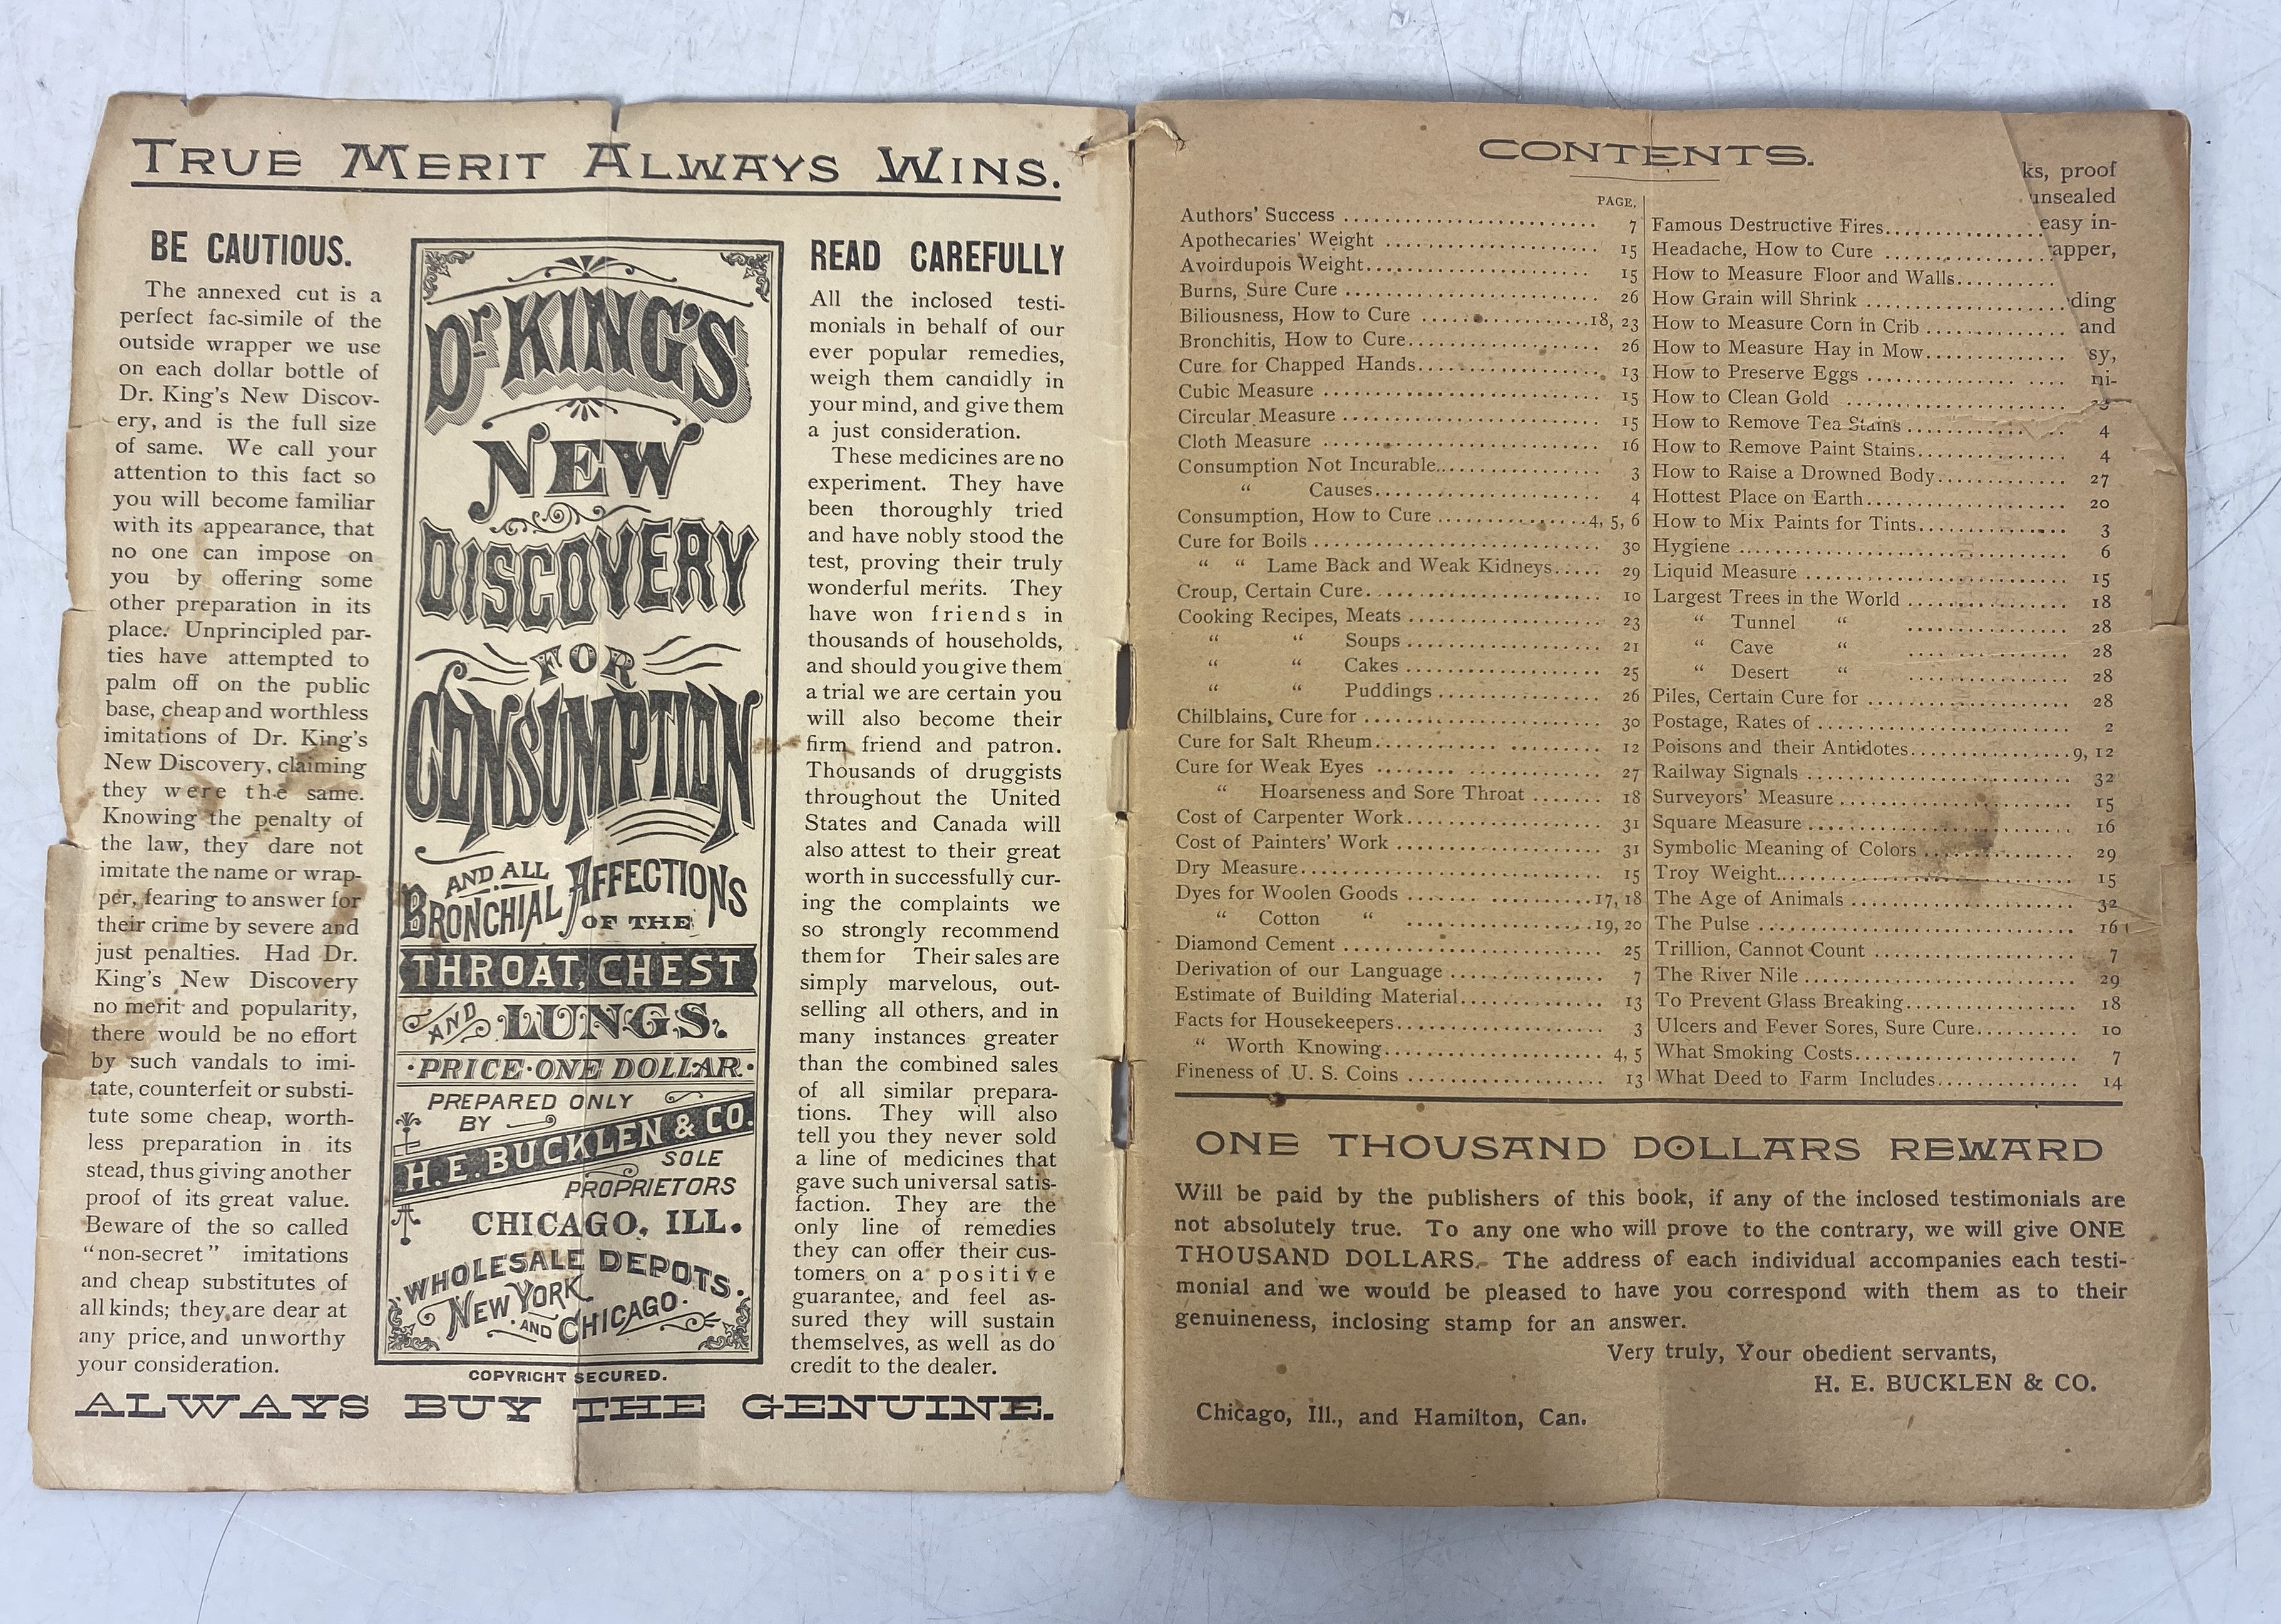 TRUE MERIT ALWAYS WINS.
BE CAUTIOUS.
The annexed cut is a
perfect fac-simile of the
outside wrapper we use
on each dollar bottle of
Dr. King's New Discov-
ery, and is the full size
of same. We call your
attention to this fact so
you will become familiar
with its appearance, that
no one can impose on
you by offering some
other preparation in its
place. Unprincipled par-
ties have attempted to
palm off on the public
base, cheap and worthless
imitations of Dr. King's
New Discovery, claiming
they were the same.
Knowing the penalty of
the law, they dare not
imitate the name or wrap-
per, fearing to answer for
their crime by severe and
just penalties. Had Dr.
King's New Discovery
no merit and popularity,
there would be no effort
by such vandals to imi-
tate, counterfeit or substi-
tute some cheap, worth-
less preparation in its
stead, thus giving another
proof of its great value.
Beware of the so called
"non-secret" imitations
and cheap substitutes of
all kinds; they are dear at
any price, and unworthy
your consideration.
Dr KING'S
NEW
DISCOVERY
FOR
CONSUMPTION
AND ALL
BRONCHIAL AFFECTIONS
OF THE
THROAT, CHEST
AND LUNGS.
·PRICE·ONE DOLLAR·
PREPARED ONLY
BY
H. E. BUCKLEN & CO.
SOLE
PROPRIETORS
CHICAGO, ILL.
WHOLESALE DEPOTS.
NEW YORK AND CHICAGO.
COPYRIGHT SECURED.
READ CAREFULLY
All the inclosed testi-
monials in behalf of our
ever popular remedies,
weigh them candidly in
your mind, and give them
a just consideration.
These medicines are no
experiment. They have
been thoroughly tried
and have nobly stood the
test, proving their truly
wonderful merits. They
have won friends in
thousands of households,
and should you give them
a trial we are certain you
will also become their
firm friend and patron.
Thousands of druggists
throughout the United
States and Canada will
also attest to their great
worth in successfully cur-
ing the complaints we
so strongly recommend
them for Their sales are
simply marvelous, out-
selling all others, and in
many instances greater
than the combined sales
of all similar prepara-
tions. They will also
tell you they never sold
a line of medicines that
gave such universal satis-
faction. They are the
only line of remedies
they can offer their cus-
tomers on a positive
guarantee, and feel as-
sured they will sustain
themselves, as well as do
credit to the dealer.
ALWAYS BUY THE GENUINE.
CONTENTS.
PAGE.
Authors' Success .......... 7
Apothecaries' Weight .......... 15
Avoirdupois Weight .......... 15
Burns, Sure Cure .......... 26
Biliousness, How to Cure .......... 18, 23
Bronchitis, How to Cure .......... 26
Cure for Chapped Hands .......... 13
Cubic Measure .......... 15
Circular Measure .......... 15
Cloth Measure .......... 16
Consumption Not Incurable .......... 3
" Causes .......... 4
Consumption, How to Cure .......... 4, 5, 6
Cure for Boils .......... 30
" " Lame Back and Weak Kidneys .......... 29
Croup, Certain Cure .......... 10
Cooking Recipes, Meats .......... 23
" " Soups .......... 21
" " Cakes .......... 25
" " Puddings .......... 26
Chilblains, Cure for .......... 30
Cure for Salt Rheum .......... 12
Cure for Weak Eyes .......... 27
" Hoarseness and Sore Throat .......... 18
Cost of Carpenter Work .......... 31
Cost of Painters' Work .......... 31
Dry Measure .......... 15
Dyes for Woolen Goods .......... 17, 18
" Cotton " .......... 19, 20
Diamond Cement .......... 25
Derivation of our Language .......... 7
Estimate of Building Material .......... 13
Facts for Housekeepers .......... 3
" Worth Knowing .......... 4, 5
Fineness of U. S. Coins .......... 13
Famous Destructive Fires ..........
Headache, How to Cure ..........
How to Measure Floor and Walls ..........
How Grain will Shrink ..........
How to Measure Corn in Crib ..........
How to Measure Hay in Mow ..........
How to Preserve Eggs ..........
How to Clean Gold ..........
How to Remove Tea Stains .......... 4
How to Remove Paint Stains .......... 4
How to Raise a Drowned Body .......... 27
Hottest Place on Earth .......... 20
How to Mix Paints for Tints .......... 3
Hygiene .......... 6
Liquid Measure .......... 15
Largest Trees in the World .......... 18
" Tunnel " .......... 28
" Cave " .......... 28
" Desert " .......... 28
Piles, Certain Cure for .......... 28
Postage, Rates of .......... 2
Poisons and their Antidotes .......... 9, 12
Railway Signals .......... 32
Surveyors' Measure .......... 15
Square Measure .......... 16
Symbolic Meaning of Colors .......... 29
Troy Weight .......... 15
The Age of Animals .......... 32
The Pulse .......... 16
Trillion, Cannot Count .......... 7
The River Nile .......... 29
To Prevent Glass Breaking .......... 18
Ulcers and Fever Sores, Sure Cure .......... 10
What Smoking Costs .......... 7
What Deed to Farm Includes .......... 14
ks, proof
unsealed
easy in-
apper,
ding
and
sy,
ni-
ONE THOUSAND DOLLARS REWARD
Will be paid by the publishers of this book, if any of the inclosed testimonials are
not absolutely true. To any one who will prove to the contrary, we will give ONE
THOUSAND DOLLARS. The address of each individual accompanies each testi-
monial and we would be pleased to have you correspond with them as to their
genuineness, inclosing stamp for an answer.
Very truly, Your obedient servants,
H. E. BUCKLEN & CO.
Chicago, Ill., and Hamilton, Can.